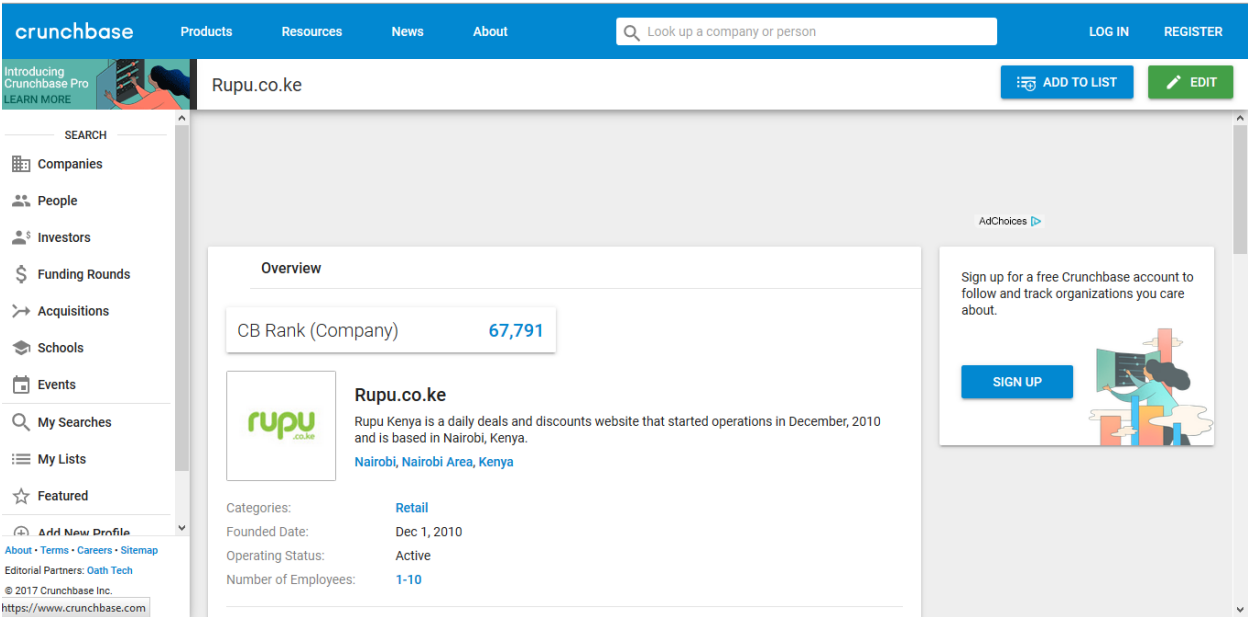 crunchbase Products Resources News About Look up a company or person LOG IN REGISTER
Introducing
Crunchbase Pro
LEARN MORE
Rupu.co.ke
ADD TO LIST
EDIT
SEARCH
Companies
People
Investors
Funding Rounds
Acquisitions
Schools
Events
My Searches
My Lists
Featured
Add New Profile
About • Terms • Careers • Sitemap
Editorial Partners: Oath Tech
© 2017 Crunchbase Inc.
https://www.crunchbase.com
Overview
CB Rank (Company) 67,791
rupu
.co.ke
Rupu.co.ke
Rupu Kenya is a daily deals and discounts website that started operations in December, 2010
and is based in Nairobi, Kenya.
Nairobi, Nairobi Area, Kenya
Categories: Retail
Founded Date: Dec 1, 2010
Operating Status: Active
Number of Employees: 1-10
AdChoices
Sign up for a free Crunchbase account to
follow and track organizations you care
about.
SIGN UP